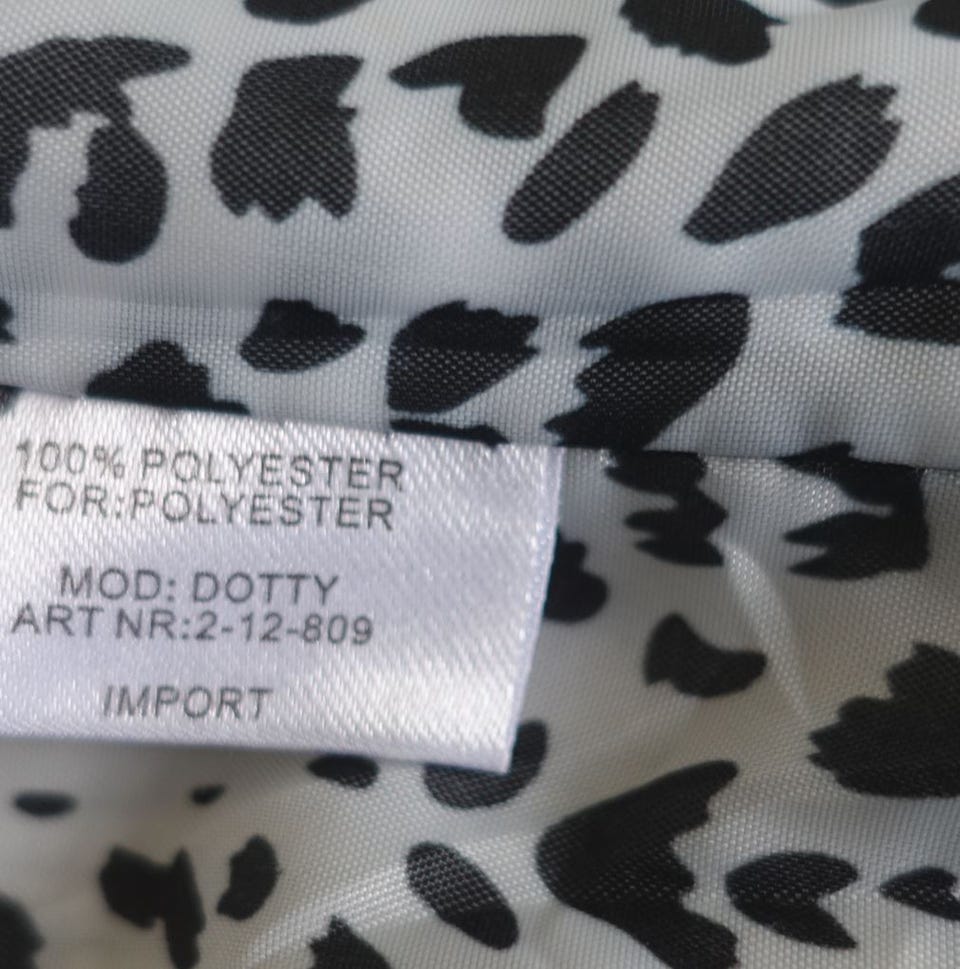 100% POLYESTER
FOR:POLYESTER
MOD: DOTTY
ART NR:2-12-809
IMPORT